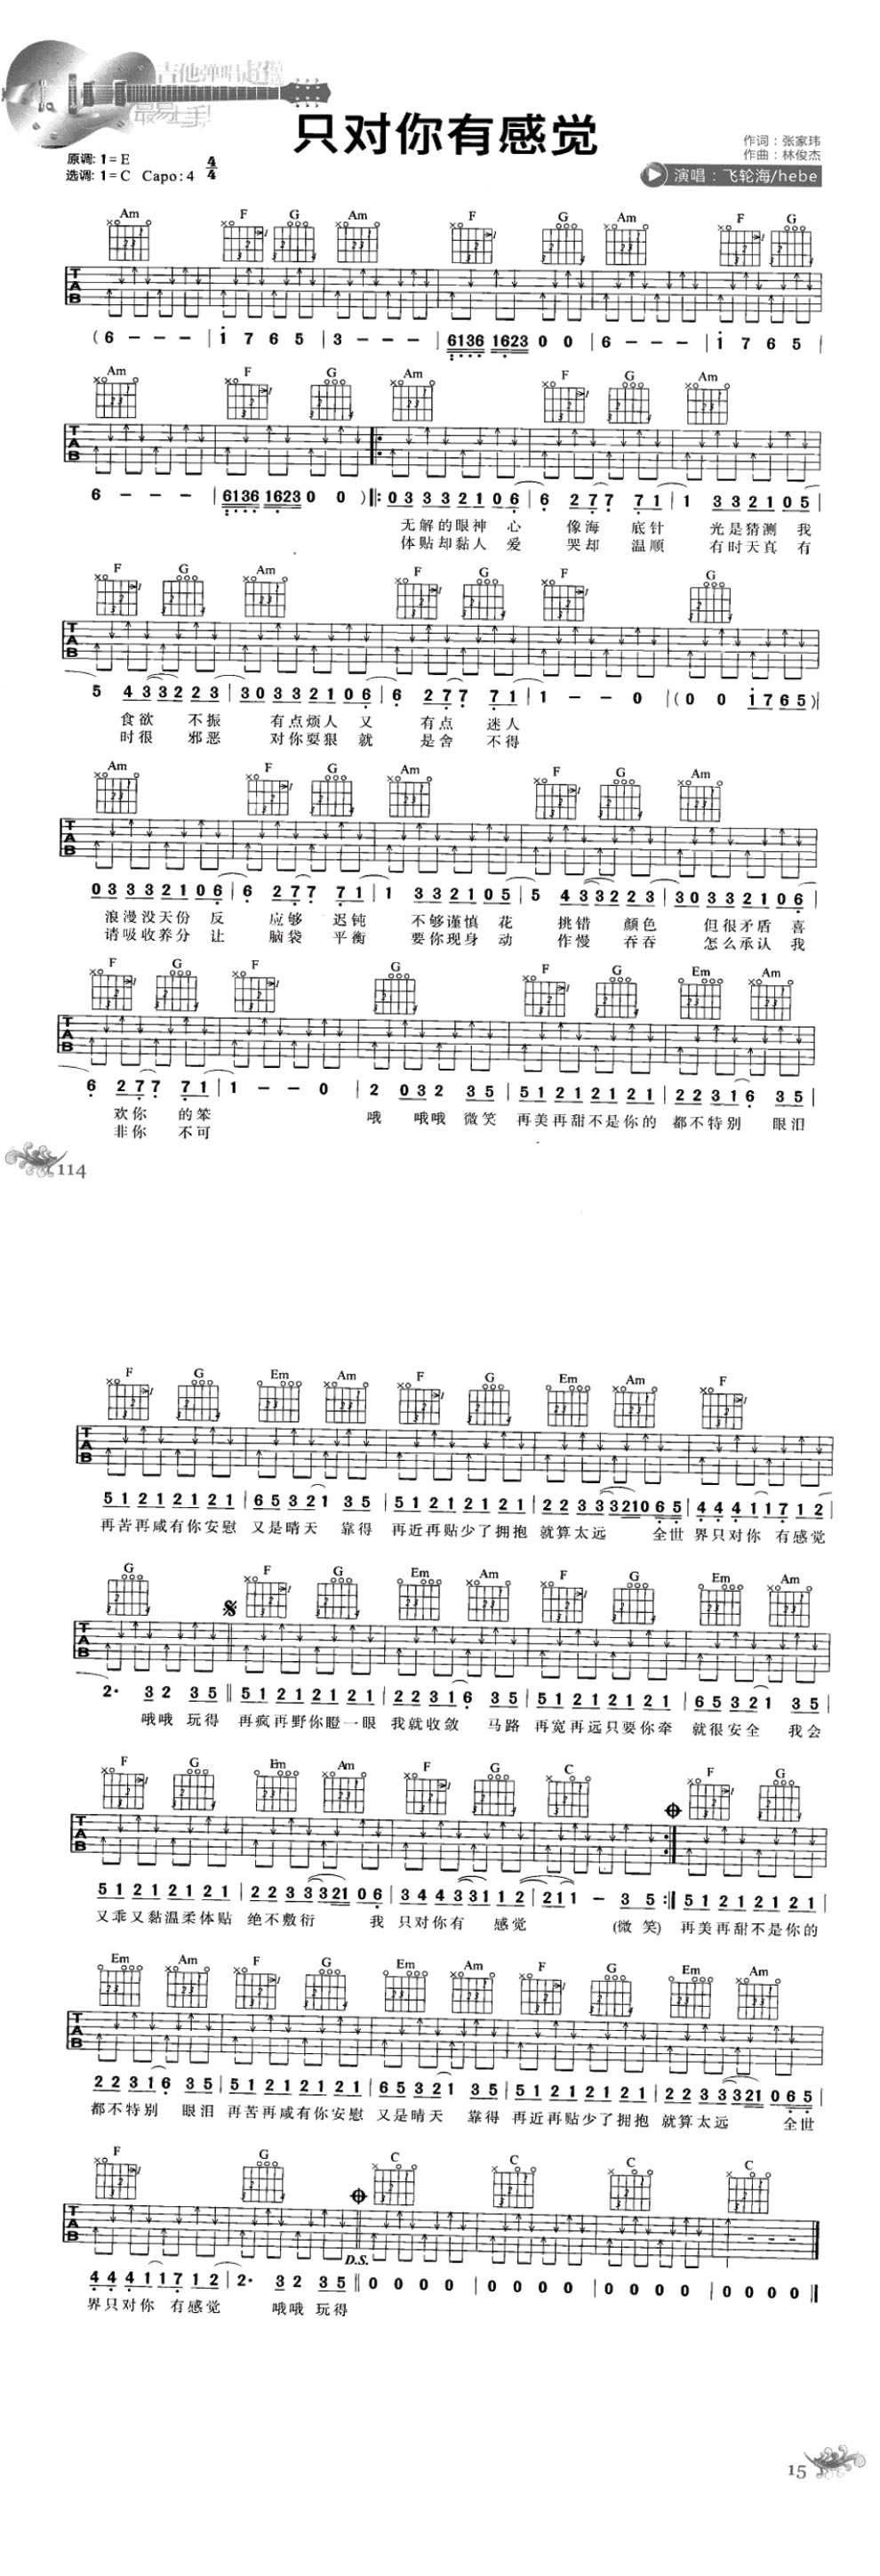 吉他弹唱超精选
最易上手!
只对你有感觉
原调: 1=E 4/4
选调: 1=C Capo: 4
作词：张家玮
作曲：林俊杰
演唱：飞轮海/hebe
Am F G Am F G Am F G
TAB
( 6 - - - | i 7 6 5 | 3 - - - | 6136 1623 0 0 | 6 - - - | i 7 6 5 |
Am F G Am F G Am
TAB
6 - - - | 6136 1623 0 0 ) ‖: 0 3 3 3 2 1 0 6 | 6 2 7 7 7 1 | 1 3 3 2 1 0 5 |
无解的眼神 心 像海 底针 光是猜测 我
体贴却黏人 爱 哭却 温顺 有时天真 有
F G Am F G F G
TAB
5 4 3 3 2 2 3 | 3 0 3 3 2 1 0 6 | 6 2 7 7 7 1 | 1 - - 0 | ( 0 0 i 7 6 5 ) |
食欲 不振 有点烦人 又 有点 迷人
时很 邪恶 对你耍狠 就 是舍 不得
Am F G Am F G Am
TAB
0 3 3 3 2 1 0 6 | 6 2 7 7 7 1 | 1 3 3 2 1 0 5 | 5 4 3 3 2 2 3 | 3 0 3 3 2 1 0 6 |
浪漫没天份 反 应够 迟钝 不够谨慎 花 挑错 颜色 但很矛盾 喜
请吸收养分 让 脑袋 平衡 要你现身 动 作慢 吞吞 怎么承认 我
F G F G F G Em Am
TAB
6 2 7 7 7 1 | 1 - - 0 | 2 0 3 2 3 5 | 5 1 2 1 2 1 2 1 | 2 2 3 1 6 3 5 |
欢你 的笨 哦 哦哦 微笑 再美再甜不是你的 都不特别 眼泪
非你 不可
114
F G Em Am F G Em Am F
TAB
5 1 2 1 2 1 2 1 | 6 5 3 2 1 3 5 | 5 1 2 1 2 1 2 1 | 2 2 3 3 3 2 1 0 6 5 | 4 4 4 1 1 7 1 2 |
再苦再咸有你安慰 又是晴天 靠得 再近再贴少了拥抱 就算太远 全世 界只对你 有感觉
G F G Em Am F G Em Am
TAB
2· 3 2 3 5 ‖ 5 1 2 1 2 1 2 1 | 2 2 3 1 6 3 5 | 5 1 2 1 2 1 2 1 | 6 5 3 2 1 3 5 |
哦哦 玩得 再疯再野你瞪一眼 我就收敛 马路 再宽再远只要你牵 就很安全 我会
F G Em Am F G C F G
TAB
5 1 2 1 2 1 2 1 | 2 2 3 3 3 2 1 0 6 | 3 4 4 3 3 1 1 2 | 2 1 1 - 3 5 :‖ 5 1 2 1 2 1 2 1 |
又乖又黏温柔体贴 绝不敷衍 我 只对你有 感觉 (微 笑) 再美再甜不是你的
Em Am F G Em Am F G Em Am
TAB
2 2 3 1 6 3 5 | 5 1 2 1 2 1 2 1 | 6 5 3 2 1 3 5 | 5 1 2 1 2 1 2 1 | 2 2 3 3 3 2 1 0 6 5 |
都不特别 眼泪 再苦再咸有你安慰 又是晴天 靠得 再近再贴少了拥抱 就算太远 全世
F G C C C C
TAB
D.S.
4 4 4 1 1 7 1 2 | 2· 3 2 3 5 ‖ 0 0 0 0 | 0 0 0 0 | 0 0 0 0 | 0 0 0 0 ‖
界只对你 有感觉 哦哦 玩得
15